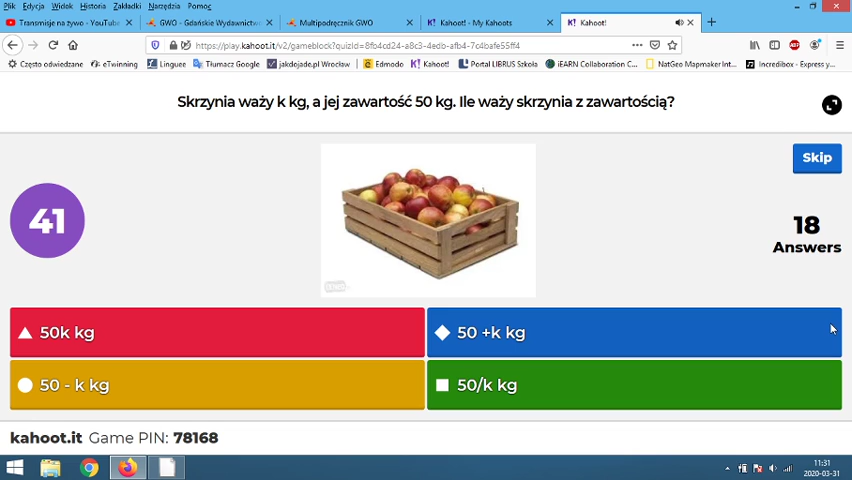 Plik Edycja Widok Historia Zakładki Narzędzia Pomoc
Transmisje na żywo - YouTube
GWO - Gdańskie Wydawnictwo
Multipodręcznik GWO
Kahoot! - My Kahoots
Kahoot!
https://play.kahoot.it/v2/gameblock?quizId=8fb4cd24-a8c3-4edb-afb4-7c4bafe55ff4
Często odwiedzane eTwinning Linguee Tłumacz Google jakdojade.pl Wrocław Edmodo Kahoot! Portal LIBRUS Szkoła iEARN Collaboration C... NatGeo Mapmaker Int... Incredibox - Express y...
Skrzynia waży k kg, a jej zawartość 50 kg. Ile waży skrzynia z zawartością?
Skip
41
18
Answers
50k kg
50 +k kg
50 - k kg
50/k kg
kahoot.it Game PIN: 78168
11:31
2020-03-31